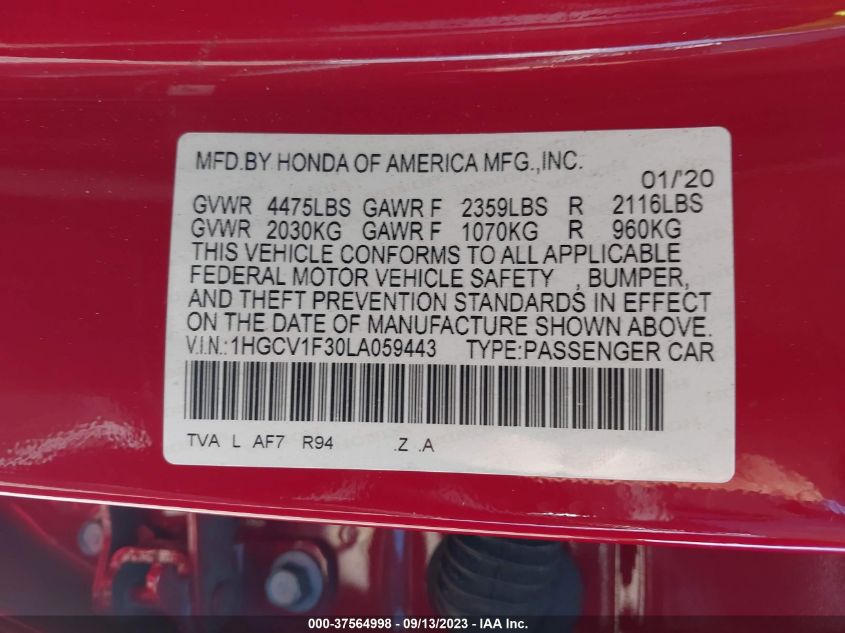 MFD.BY HONDA OF AMERICA MFG.,INC.
01/'20
GVWR 4475LBS GAWR F 2359LBS R 2116LBS
GVWR 2030KG GAWR F 1070KG R 960KG
THIS VEHICLE CONFORMS TO ALL APPLICABLE
FEDERAL MOTOR VEHICLE SAFETY , BUMPER,
AND THEFT PREVENTION STANDARDS IN EFFECT
ON THE DATE OF MANUFACTURE SHOWN ABOVE.
V.I.N.:1HGCV1F30LA059443 TYPE:PASSENGER CAR
TVA L AF7 R94 .Z .A
000-37564998 - 09/13/2023 - IAA Inc.